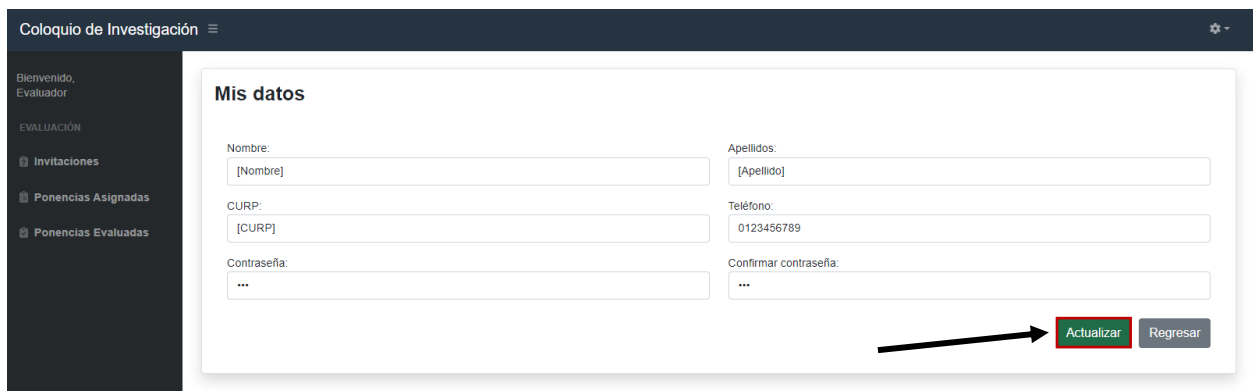 Coloquio de Investigación
Bienvenido,
Evaluador
EVALUACIÓN
Invitaciones
Ponencias Asignadas
Ponencias Evaluadas
Mis datos
Nombre:
[Nombre]
Apellidos:
[Apellido]
CURP:
[CURP]
Teléfono:
0123456789
Contraseña:
•••
Confirmar contraseña:
•••
Actualizar
Regresar